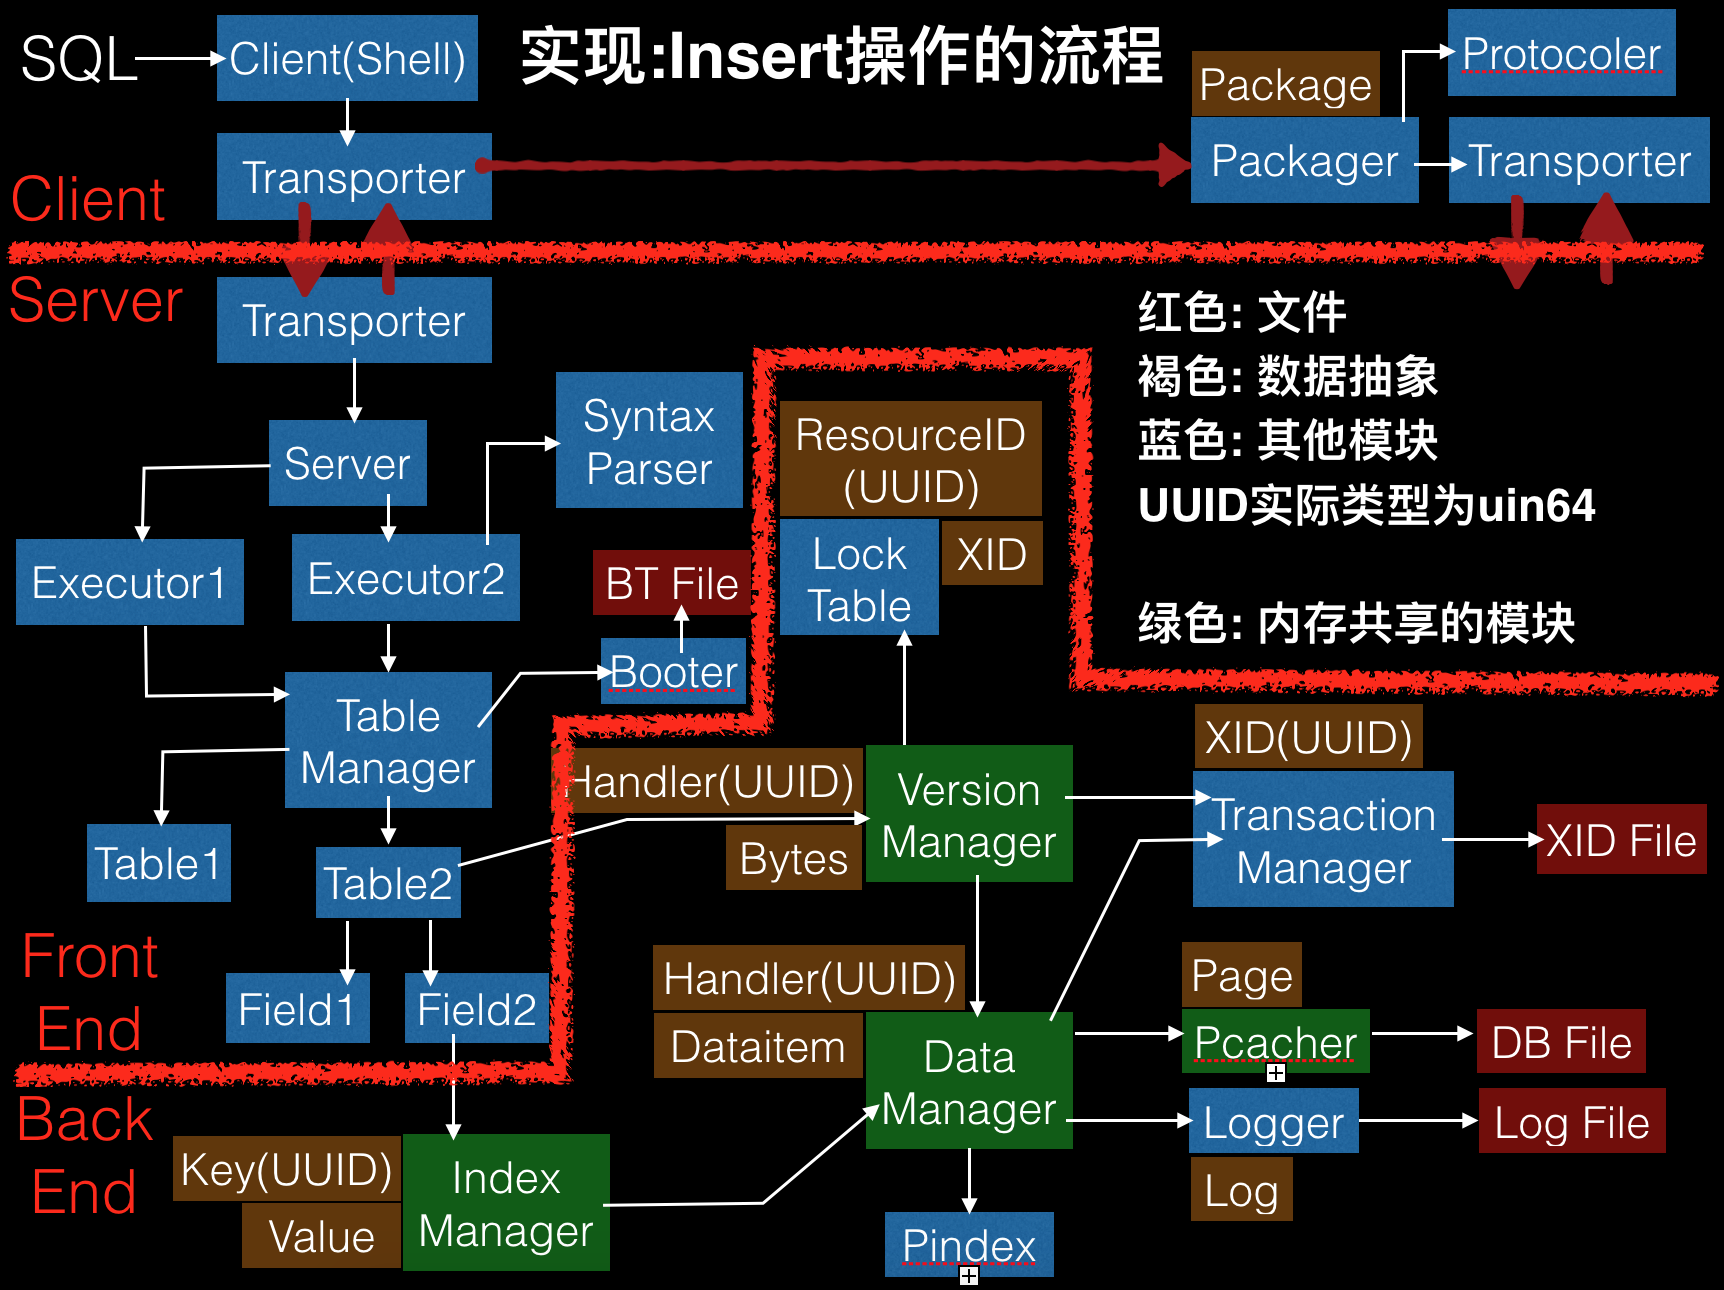 SQL
Client(Shell)
实现:Insert操作的流程
Package
Protocoler
Transporter
Packager
Transporter
Client
Server
Transporter
红色: 文件
褐色: 数据抽象
蓝色: 其他模块
UUID实际类型为uin64
绿色: 内存共享的模块
Server
Syntax
Parser
ResourceID
(UUID)
Lock
Table
XID
Executor1
Executor2
BT File
Booter
Table
Manager
Handler(UUID)
Bytes
Version
Manager
XID(UUID)
Transaction
Manager
XID File
Table1
Table2
Front
End
Field1
Field2
Handler(UUID)
Dataitem
Data
Manager
Page
Pcacher
DB File
Logger
Log File
Log
Back
End
Key(UUID)
Value
Index
Manager
Pindex